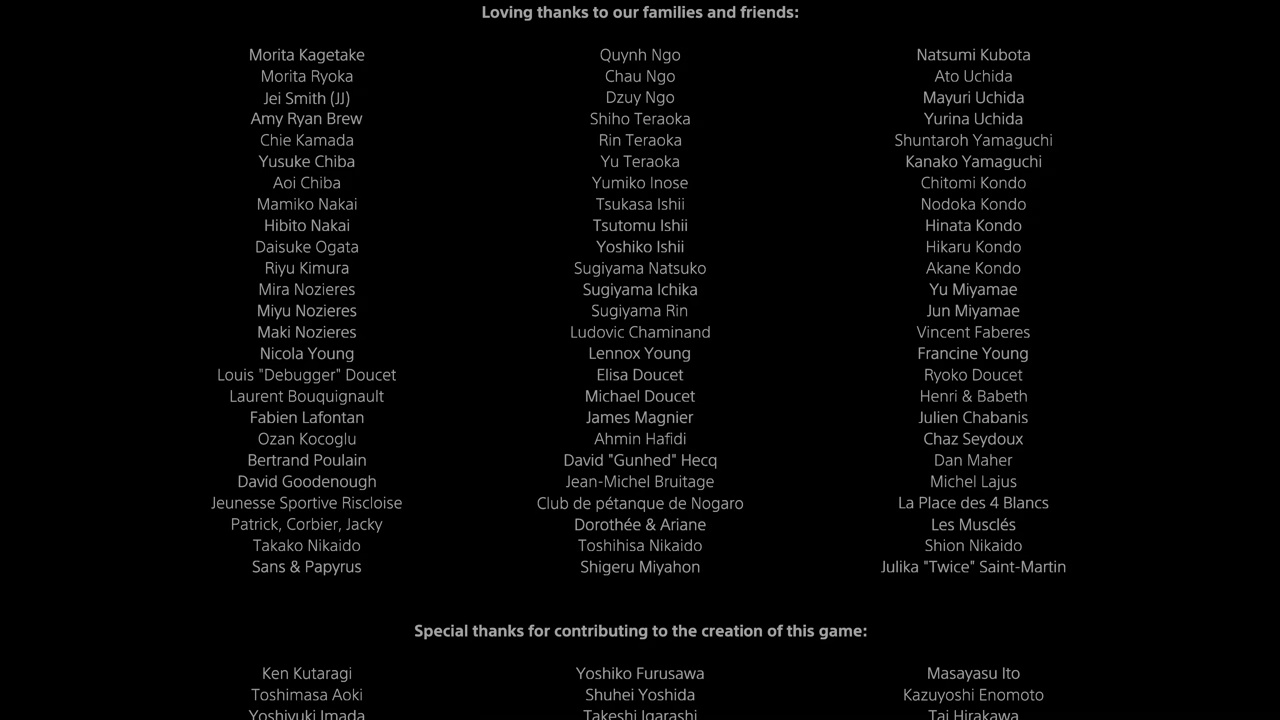 Loving thanks to our families and friends:
Morita Kagetake Quynh Ngo Natsumi Kubota
Morita Ryoka Chau Ngo Ato Uchida
Jei Smith (JJ) Dzuy Ngo Mayuri Uchida
Amy Ryan Brew Shiho Teraoka Yurina Uchida
Chie Kamada Rin Teraoka Shuntaroh Yamaguchi
Yusuke Chiba Yu Teraoka Kanako Yamaguchi
Aoi Chiba Yumiko Inose Chitomi Kondo
Mamiko Nakai Tsukasa Ishii Nodoka Kondo
Hibito Nakai Tsutomu Ishii Hinata Kondo
Daisuke Ogata Yoshiko Ishii Hikaru Kondo
Riyu Kimura Sugiyama Natsuko Akane Kondo
Mira Nozieres Sugiyama Ichika Yu Miyamae
Miyu Nozieres Sugiyama Rin Jun Miyamae
Maki Nozieres Ludovic Chaminand Vincent Faberes
Nicola Young Lennox Young Francine Young
Louis "Debugger" Doucet Elisa Doucet Ryoko Doucet
Laurent Bouquignault Michael Doucet Henri & Babeth
Fabien Lafontan James Magnier Julien Chabanis
Ozan Kocoglu Ahmin Hafidi Chaz Seydoux
Bertrand Poulain David "Gunhed" Hecq Dan Maher
David Goodenough Jean-Michel Bruitage Michel Lajus
Jeunesse Sportive Riscloise Club de pétanque de Nogaro La Place des 4 Blancs
Patrick, Corbier, Jacky Dorothée & Ariane Les Musclés
Takako Nikaido Toshihisa Nikaido Shion Nikaido
Sans & Papyrus Shigeru Miyahon Julika "Twice" Saint-Martin
Special thanks for contributing to the creation of this game:
Ken Kutaragi Yoshiko Furusawa Masayasu Ito
Toshimasa Aoki Shuhei Yoshida Kazuyoshi Enomoto
Yoshiyuki Imada Takeshi Igarashi Tai Hirakawa